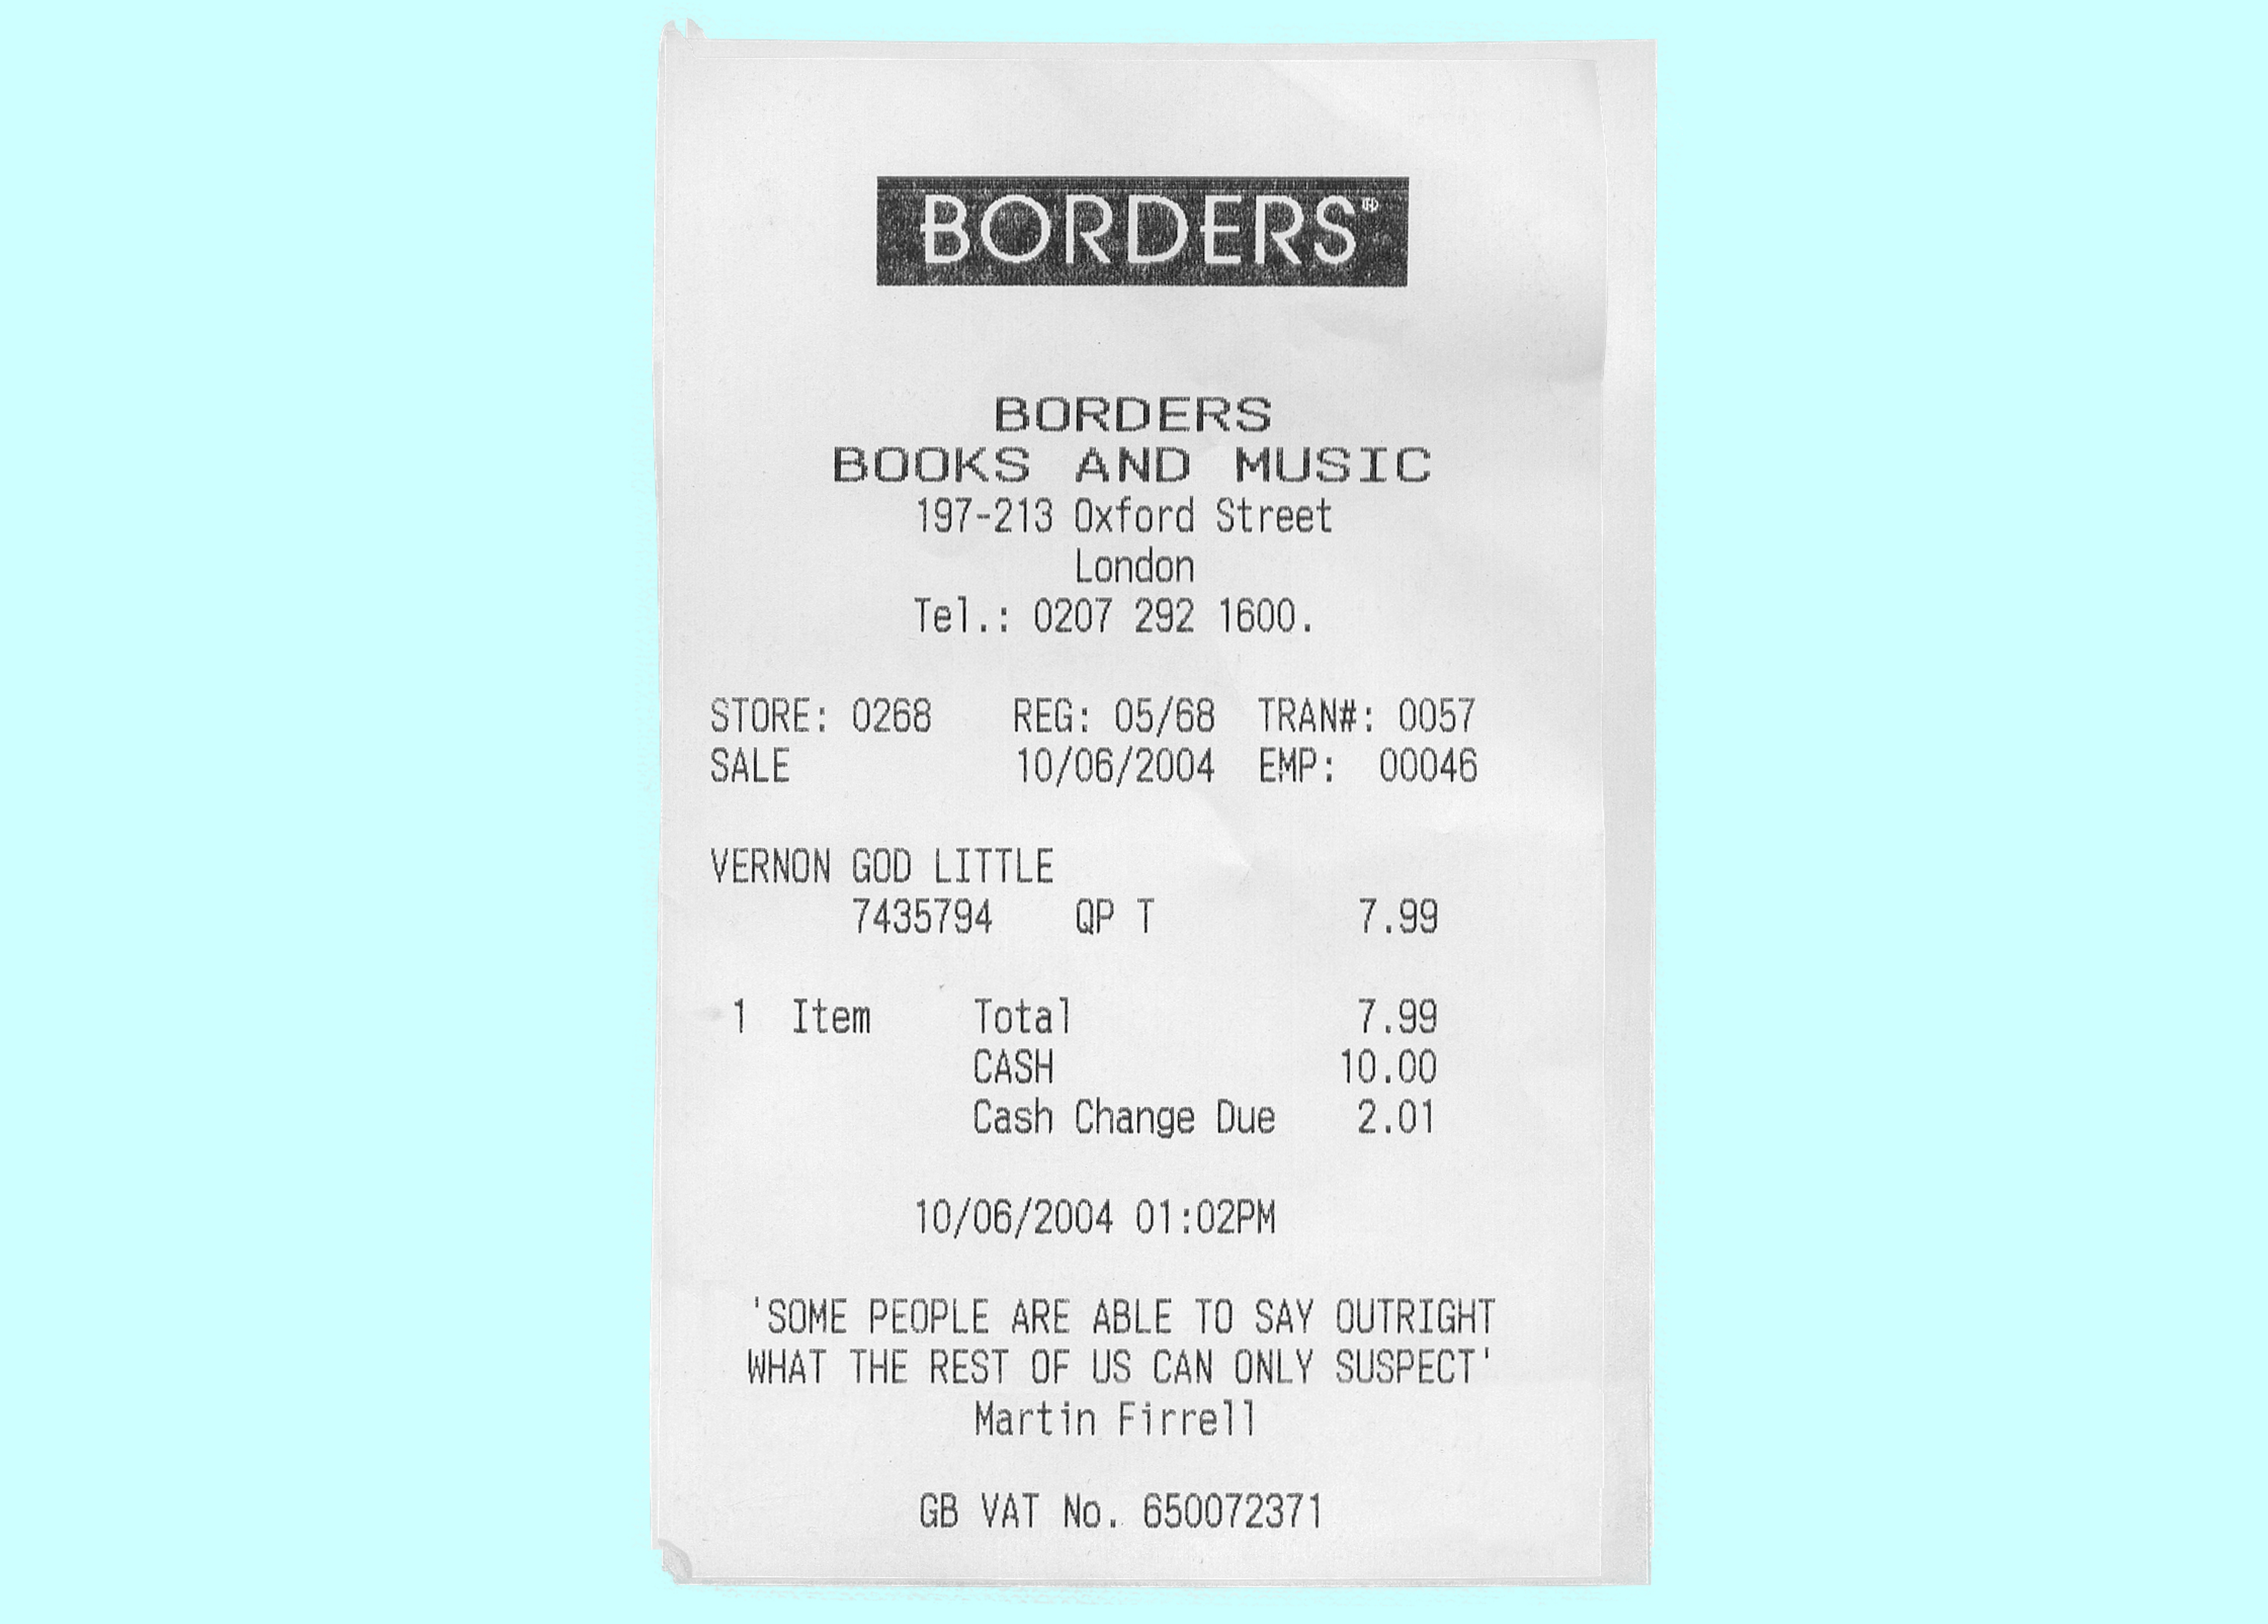 BORDERS®
BORDERS
BOOKS AND MUSIC
197-213 Oxford Street
London
Tel.: 0207 292 1600.
STORE: 0268 REG: 05/68 TRAN#: 0057
SALE 10/06/2004 EMP: 00046
VERNON GOD LITTLE
7435794 QP T 7.99
1 Item Total 7.99
CASH 10.00
Cash Change Due 2.01
10/06/2004 01:02PM
'SOME PEOPLE ARE ABLE TO SAY OUTRIGHT
WHAT THE REST OF US CAN ONLY SUSPECT'
Martin Firrell
GB VAT No. 650072371